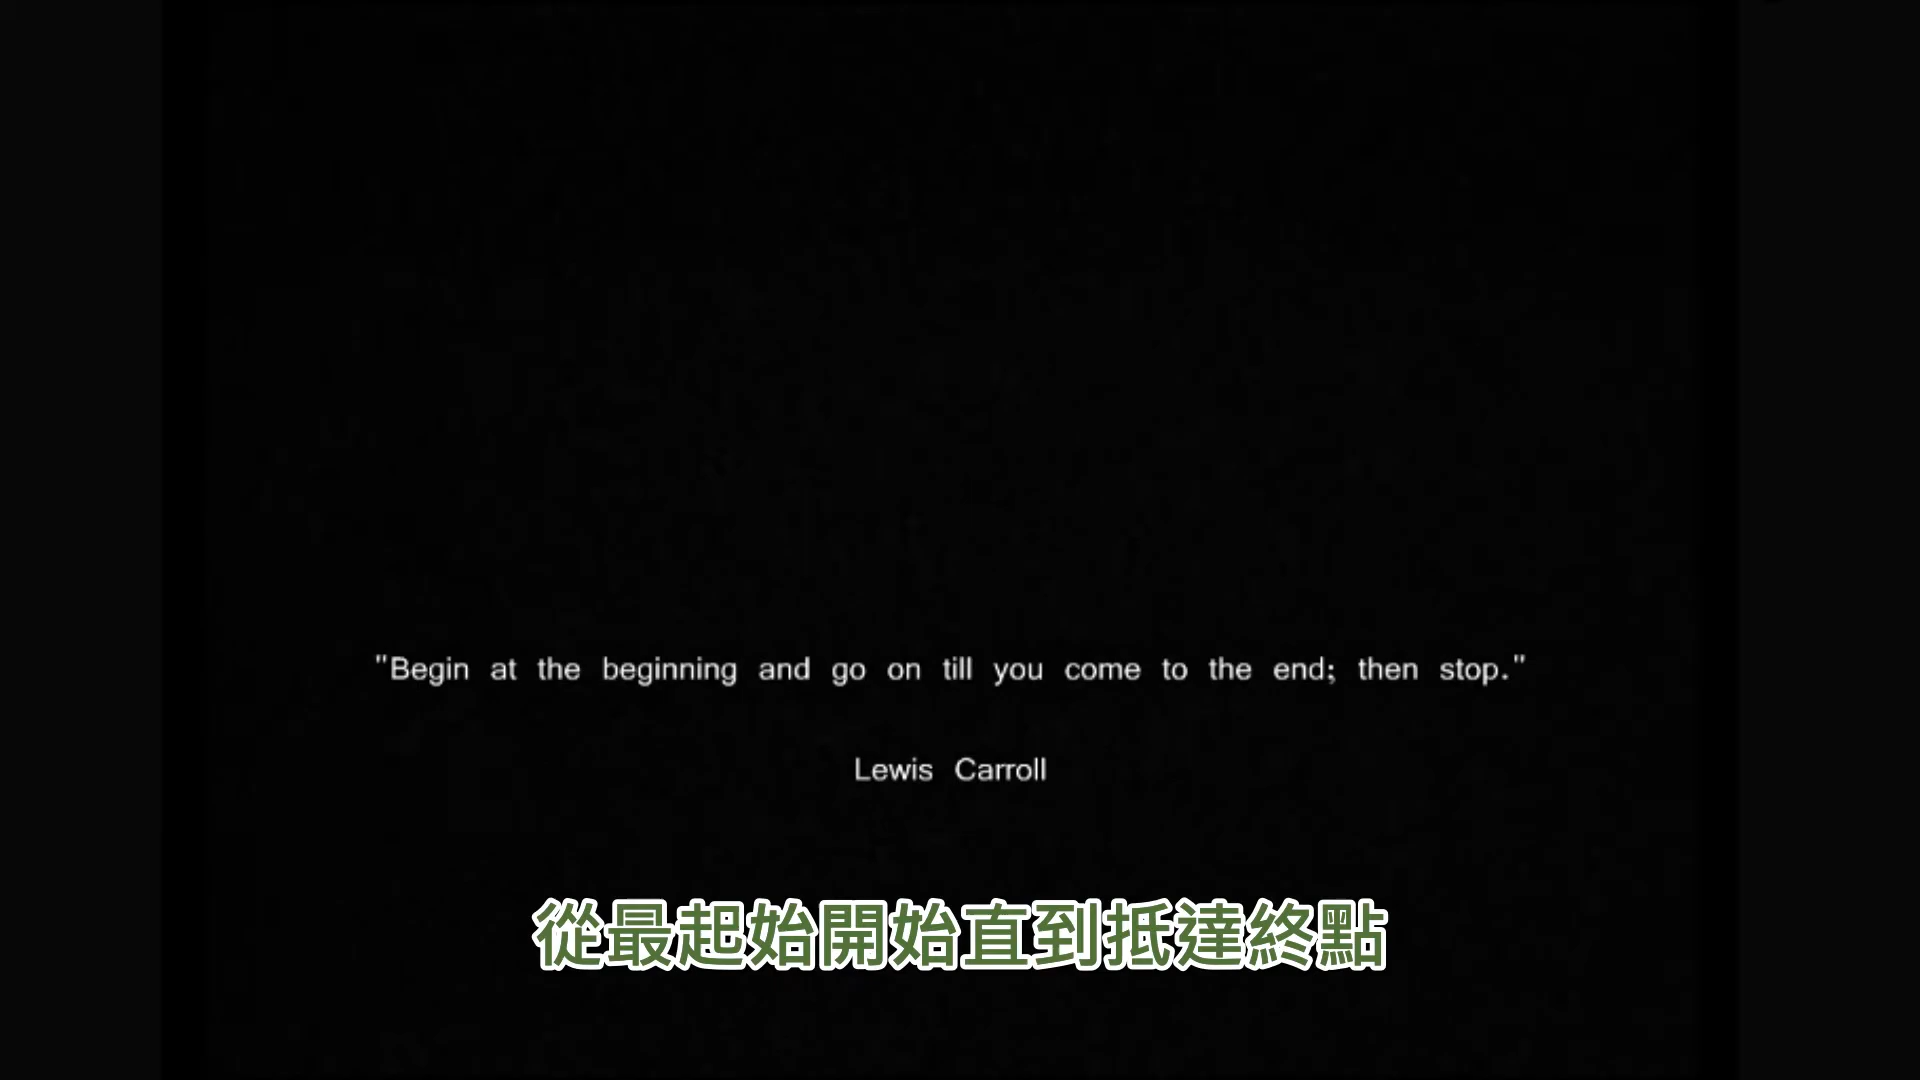 "Begin at the beginning and go on till you come to the end; then stop."
Lewis Carroll
從最起始開始直到抵達終點